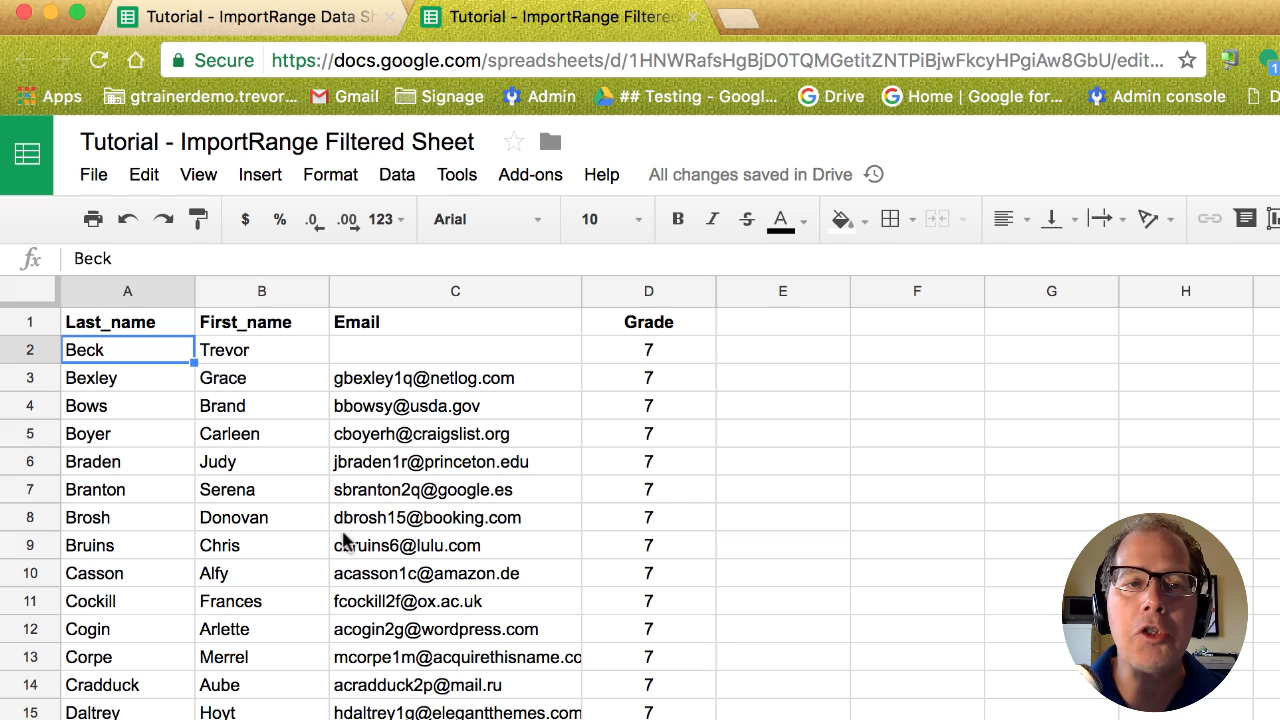 Tutorial - ImportRange Data S
Tutorial - ImportRange Filtered
Secure https://docs.google.com/spreadsheets/d/1HNWRafsHgBjD0TQMGetitZNTPiBjwFkcyHPgiAw8GbU/edit...
Apps gtrainerdemo.trevor... Gmail Signage Admin ## Testing - Googl... Drive Home | Google for... Admin console D
Tutorial - ImportRange Filtered Sheet
File Edit View Insert Format Data Tools Add-ons Help All changes saved in Drive
$ % .0 .00 123 Arial 10 B I S A
fx Beck
A B C D E F G H
1 Last_name First_name Email Grade
2 Beck Trevor 7
3 Bexley Grace gbexley1q@netlog.com 7
4 Bows Brand bbowsy@usda.gov 7
5 Boyer Carleen cboyerh@craigslist.org 7
6 Braden Judy jbraden1r@princeton.edu 7
7 Branton Serena sbranton2q@google.es 7
8 Brosh Donovan dbrosh15@booking.com 7
9 Bruins Chris 7
10 Casson Alfy acasson1c@amazon.de 7
11 Cockill Frances fcockill2f@ox.ac.uk 7
12 Cogin Arlette acogin2g@wordpress.com 7
13 Corpe Merrel mcorpe1m@acquirethisname.co 7
14 Cradduck Aube acradduck2p@mail.ru 7
15 Daltrey Hoyt hdaltrey1g@elegantthemes.com 7